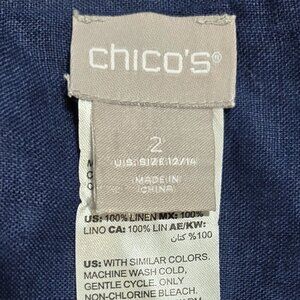 chico's®
2
U.S. SIZE 12/14
MADE IN
CHINA
US: 100% LINEN MX: 100%
LINO CA: 100% LIN AE/KW:
%100 كتان
US: WITH SIMILAR COLORS.
MACHINE WASH COLD,
GENTLE CYCLE. ONLY
NON-CHLORINE BLEACH.